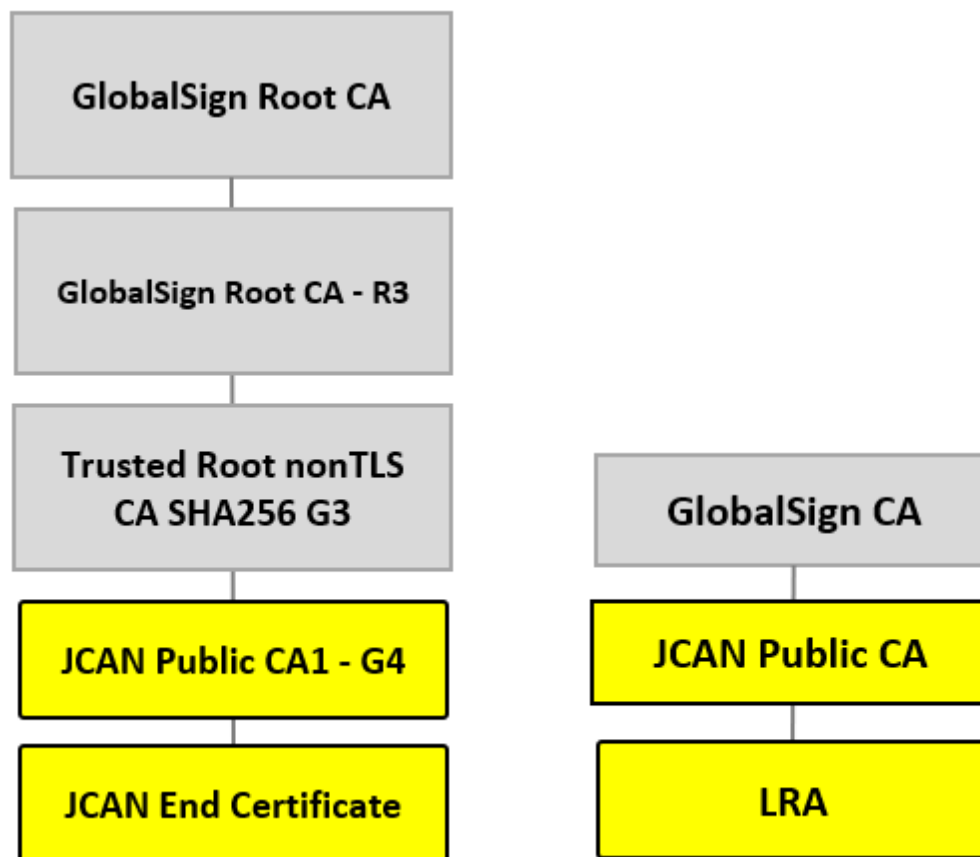 GlobalSign Root CA
GlobalSign Root CA - R3
Trusted Root nonTLS
CA SHA256 G3
JCAN Public CA1 - G4
JCAN End Certificate
GlobalSign CA
JCAN Public CA
LRA